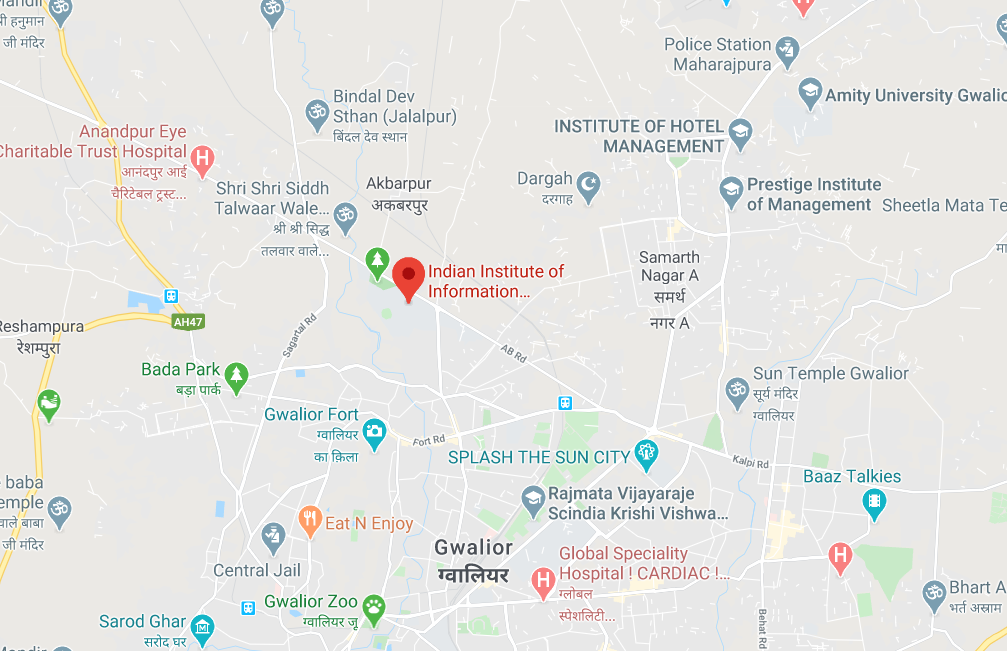 Gwalior
श्री हनुमान
जी मंदिर
Police Station
Maharajpura
Amity University Gwalio
Bindal Dev
Sthan (Jalalpur)
बिंदल देव स्थान
INSTITUTE OF HOTEL
MANAGEMENT
Anandpur Eye
Charitable Trust Hospital
आनंदपुर आई
चैरिटेबल ट्रस्ट...
Dargah
दरगाह
Akbarpur
अकबरपुर
Prestige Institute
of Management
Sheetla Mata Te
Shri Shri Siddh
Talwaar Wale...
श्री श्री सिद्ध
तलवार वाले...
Samarth
Nagar A
समर्थ
नगर A
Indian Institute of
Information...
AH47
Reshampura
रेशम्पुरा
Sagartal Rd
AB Rd
Bada Park
बड़ा पार्क
Sun Temple Gwalior
सूर्य मंदिर
ग्वालियर
Gwalior Fort
ग्वालियर
का क़िला
Fort Rd
SPLASH THE SUN CITY
Kalpi Rd
Baaz Talkies
baba
emple
वाले बाबा
जी मंदिर
Rajmata Vijayaraje
Scindia Krishi Vishwa...
Eat N Enjoy
Central Jail
Gwalior
ग्वालियर
Global Speciality
Hospital ! CARDIAC !...
ग्लोबल
स्पेशलिटी...
Gwalior Zoo
ग्वालियर जू
Bhart A
भर्त अस्त्राम
Sarod Ghar
सरोद घर
Behat Rd
Mandir